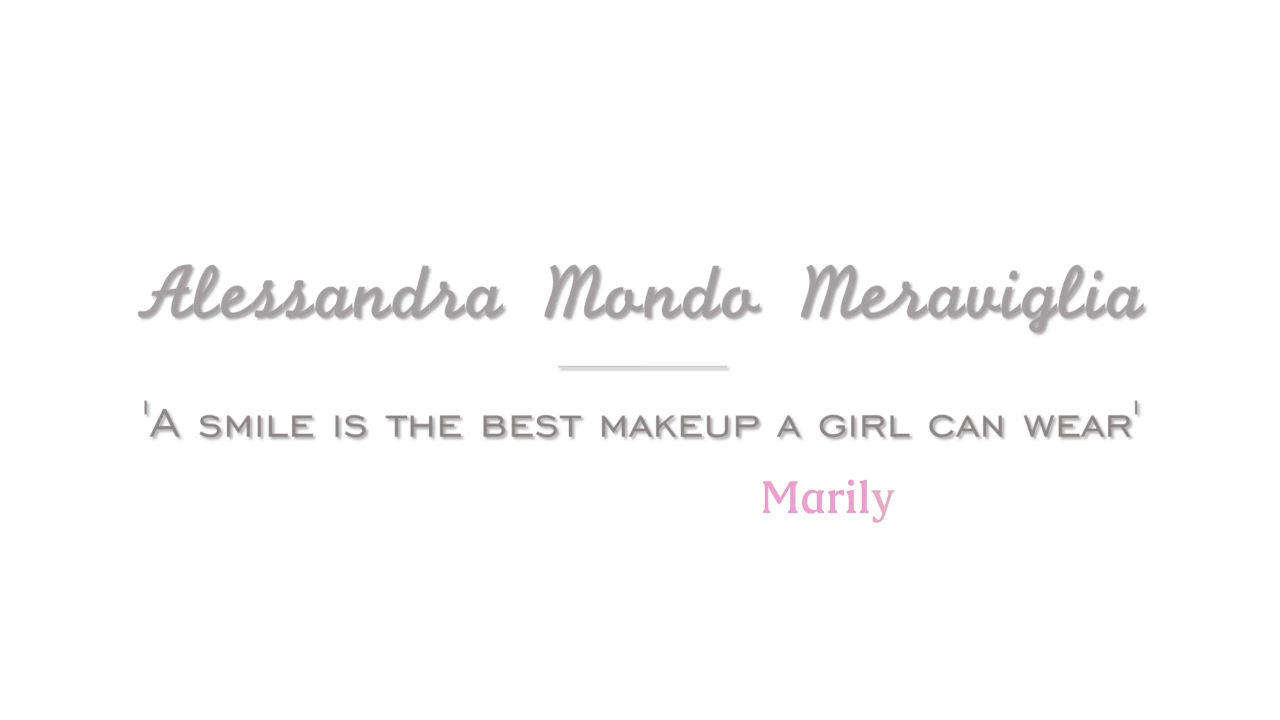 Alessandra Mondo Meraviglia
'A SMILE IS THE BEST MAKEUP A GIRL CAN WEAR'
Marily